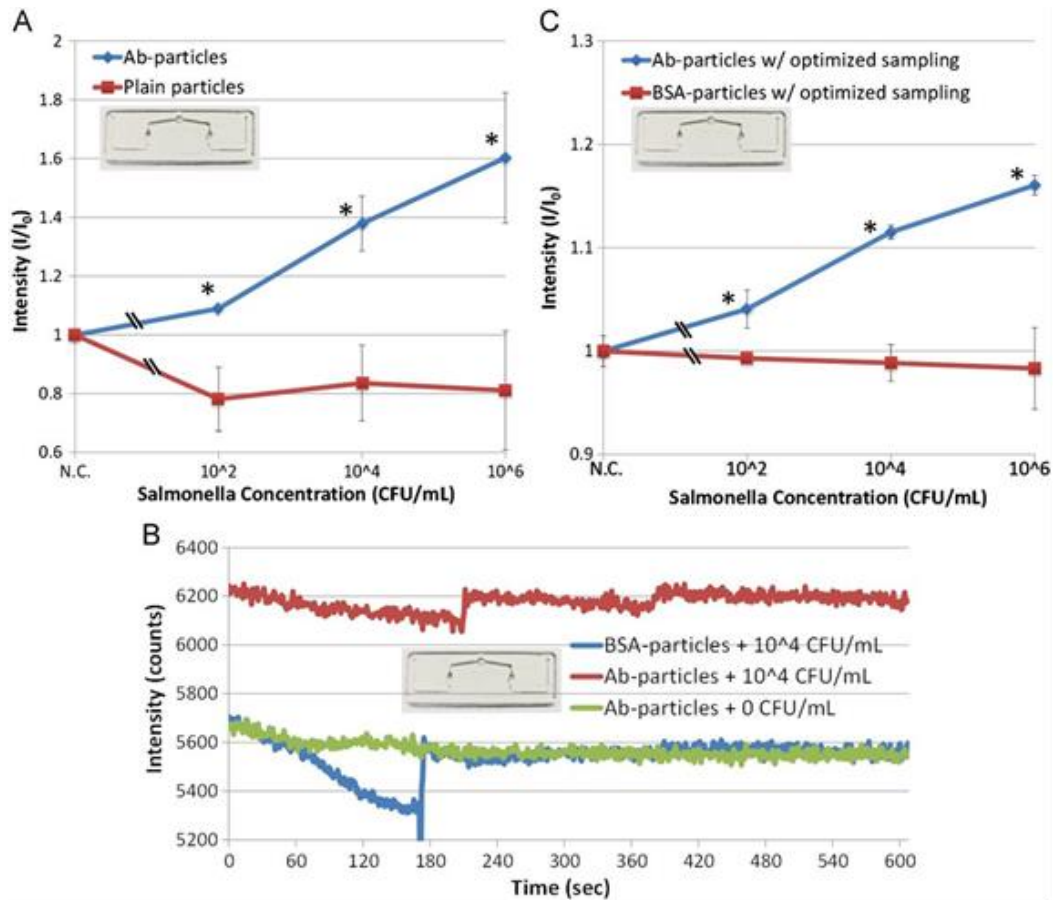 A
2
Ab-particles
Plain particles
1.8
1.6
1.4
1.2
1
0.8
0.6
Intensity (I/I₀)
*
*
*
N.C.
10^2
10^4
10^6
Salmonella Concentration (CFU/mL)
C
1.3
Ab-particles w/ optimized sampling
BSA-particles w/ optimized sampling
1.2
1.1
1
0.9
Intensity (I/I₀)
*
*
*
N.C.
10^2
10^4
10^6
Salmonella Concentration (CFU/mL)
B
6400
6200
6000
5800
5600
5400
5200
Intensity (counts)
BSA-particles + 10^4 CFU/mL
Ab-particles + 10^4 CFU/mL
Ab-particles + 0 CFU/mL
0
60
120
180
240
300
360
420
480
540
600
Time (sec)